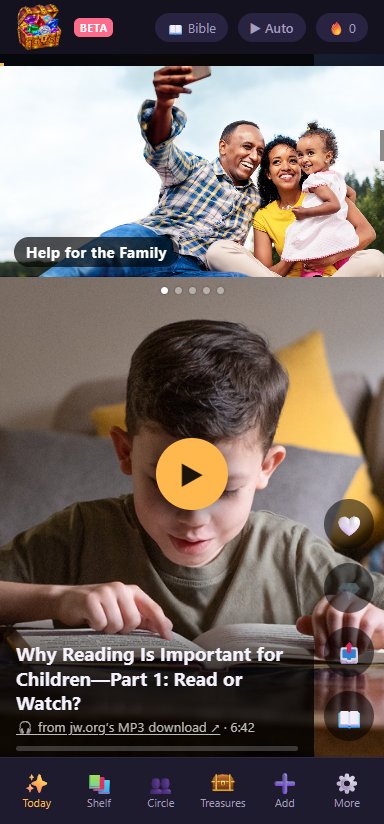 BETA
Bible
Auto
0
Help for the Family
Why Reading Is Important for
Children—Part 1: Read or
Watch?
from jw.org's MP3 download ↗ · 6:42
Today
Shelf
Circle
Treasures
Add
More